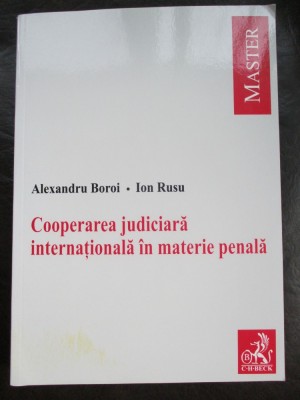 MASTER
Alexandru Boroi • Ion Rusu
Cooperarea judiciară
internațională în materie penală
B
C·H·BECK